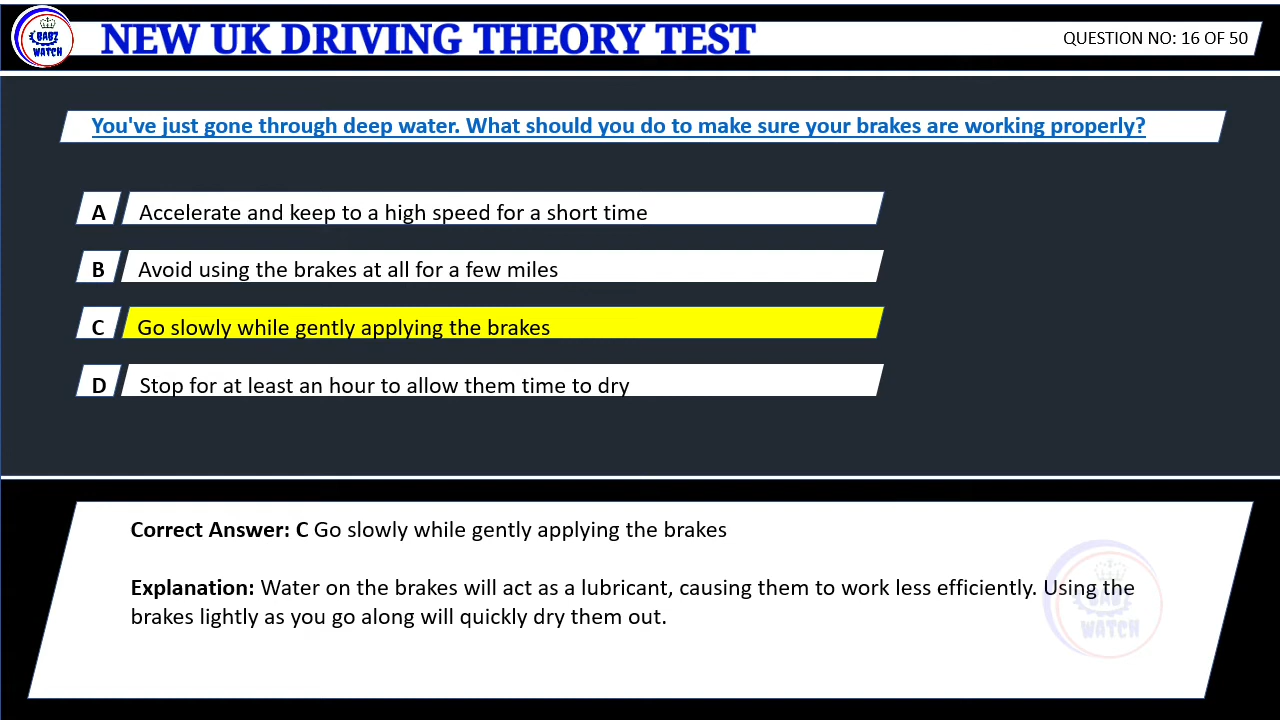 BABZ
WATCH
NEW UK DRIVING THEORY TEST
QUESTION NO: 16 OF 50
You've just gone through deep water. What should you do to make sure your brakes are working properly?
A Accelerate and keep to a high speed for a short time
B Avoid using the brakes at all for a few miles
C Go slowly while gently applying the brakes
D Stop for at least an hour to allow them time to dry
Correct Answer: C Go slowly while gently applying the brakes
Explanation: Water on the brakes will act as a lubricant, causing them to work less efficiently. Using the
brakes lightly as you go along will quickly dry them out.
BABZ
WATCH